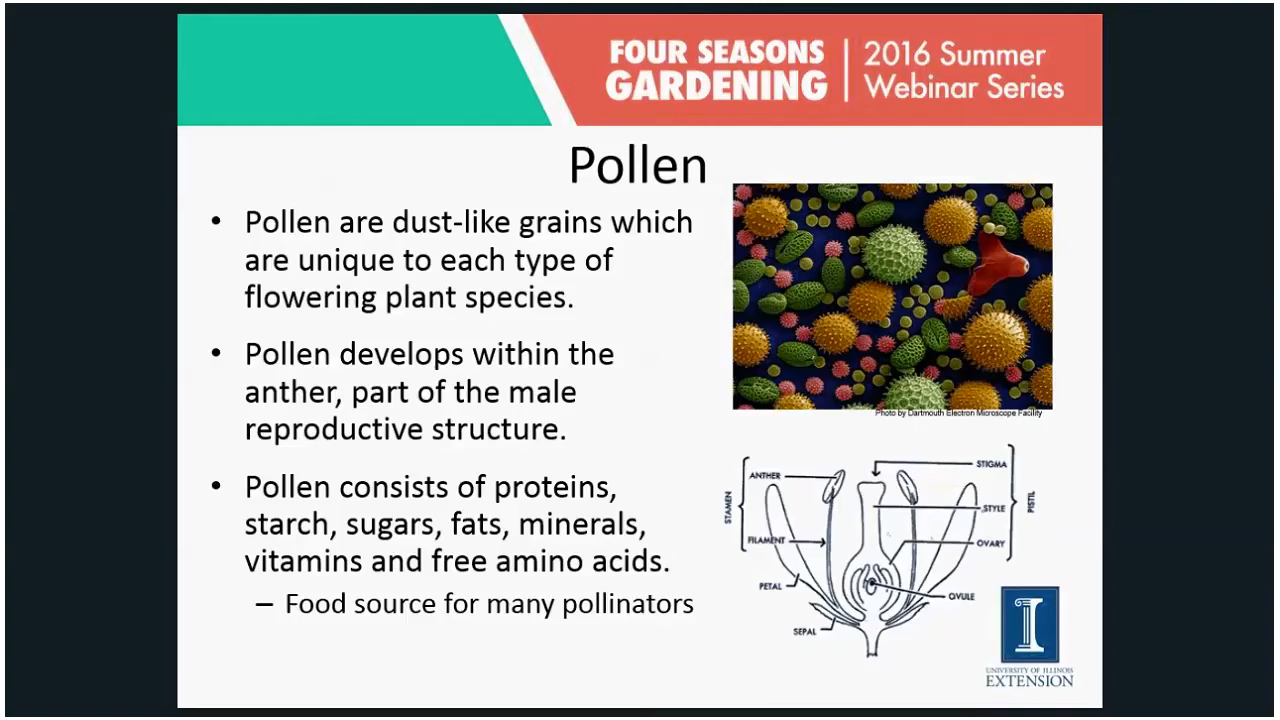 FOUR SEASONS
GARDENING
2016 Summer
Webinar Series
Pollen
• Pollen are dust-like grains which
are unique to each type of
flowering plant species.
• Pollen develops within the
anther, part of the male
reproductive structure.
• Pollen consists of proteins,
starch, sugars, fats, minerals,
vitamins and free amino acids.
– Food source for many pollinators
Photo by Dartmouth Electron Microscope Facility
STAMEN
ANTHER
FILAMENT
PETAL
SEPAL
STIGMA
STYLE
OVARY
OVULE
PISTIL
I
UNIVERSITY OF ILLINOIS
EXTENSION